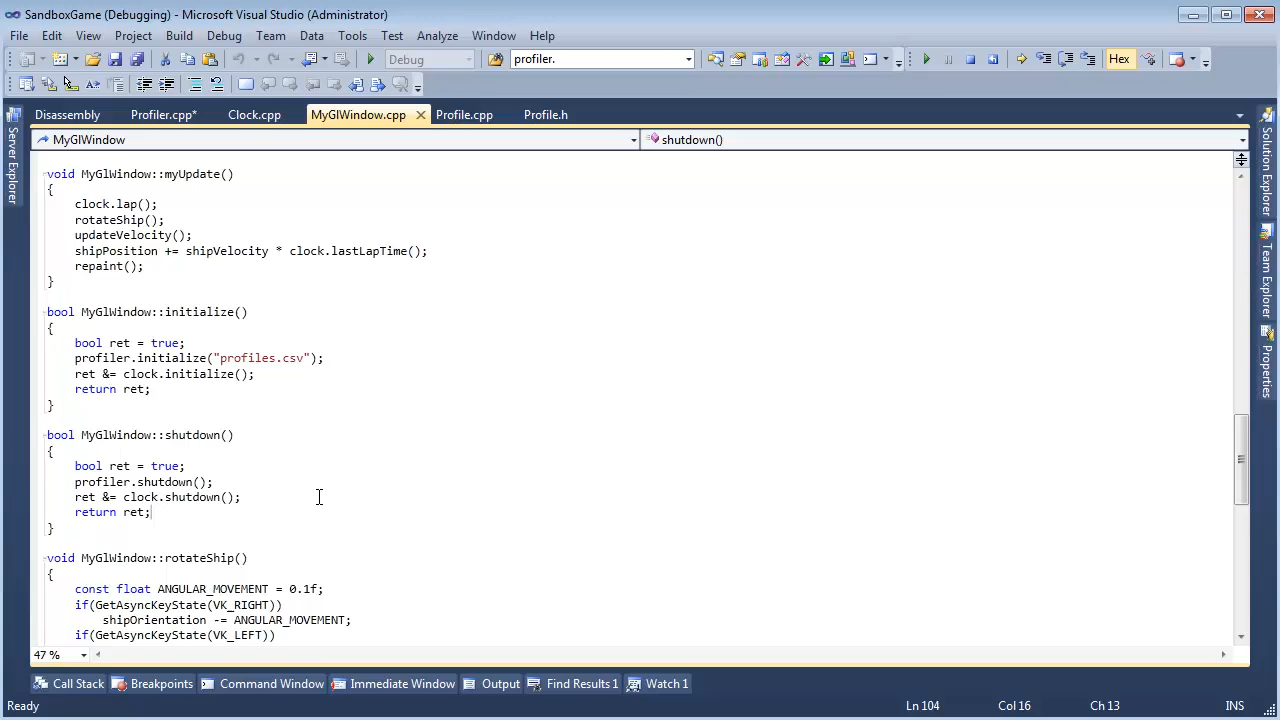 SandboxGame (Debugging) - Microsoft Visual Studio (Administrator)
File Edit View Project Build Debug Team Data Tools Test Analyze Window Help
Debug profiler. Hex
Disassembly Profiler.cpp* Clock.cpp MyGlWindow.cpp Profile.cpp Profile.h
MyGlWindow shutdown()
void MyGlWindow::myUpdate()
{
clock.lap();
rotateShip();
updateVelocity();
shipPosition += shipVelocity * clock.lastLapTime();
repaint();
}
bool MyGlWindow::initialize()
{
bool ret = true;
profiler.initialize("profiles.csv");
ret &= clock.initialize();
return ret;
}
bool MyGlWindow::shutdown()
{
bool ret = true;
profiler.shutdown();
ret &= clock.shutdown();
return ret;
}
void MyGlWindow::rotateShip()
{
const float ANGULAR_MOVEMENT = 0.1f;
if(GetAsyncKeyState(VK_RIGHT))
shipOrientation -= ANGULAR_MOVEMENT;
if(GetAsyncKeyState(VK_LEFT))
47 %
Server Explorer
Solution Explorer
Team Explorer
Properties
Call Stack Breakpoints Command Window Immediate Window Output Find Results 1 Watch 1
Ready Ln 104 Col 16 Ch 13 INS